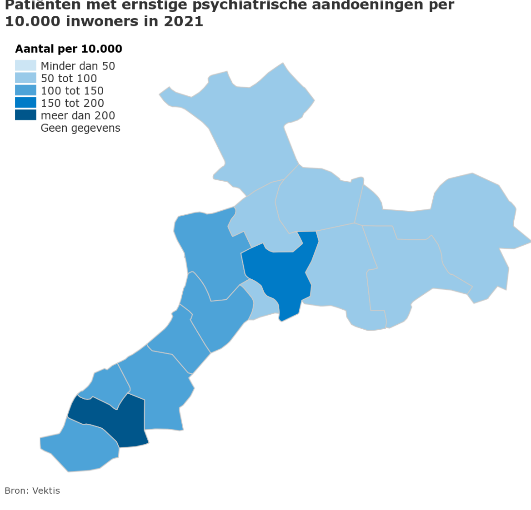 Patiënten met ernstige psychiatrische aandoeningen per
10.000 inwoners in 2021
Aantal per 10.000
Minder dan 50
50 tot 100
100 tot 150
150 tot 200
meer dan 200
Geen gegevens
Bron: Vektis